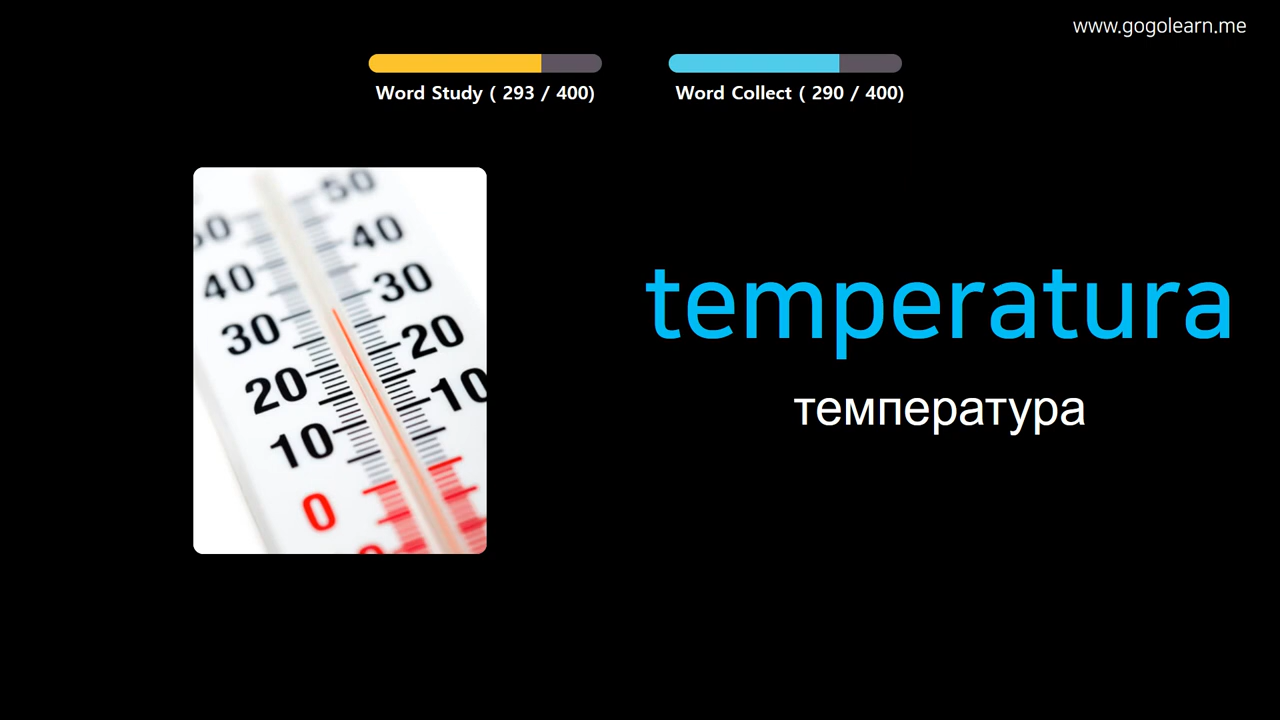 www.gogolearn.me
Word Study ( 293 / 400)
Word Collect ( 290 / 400)
50
40
40
30
30
20
20
10
10
0
temperatura
температура